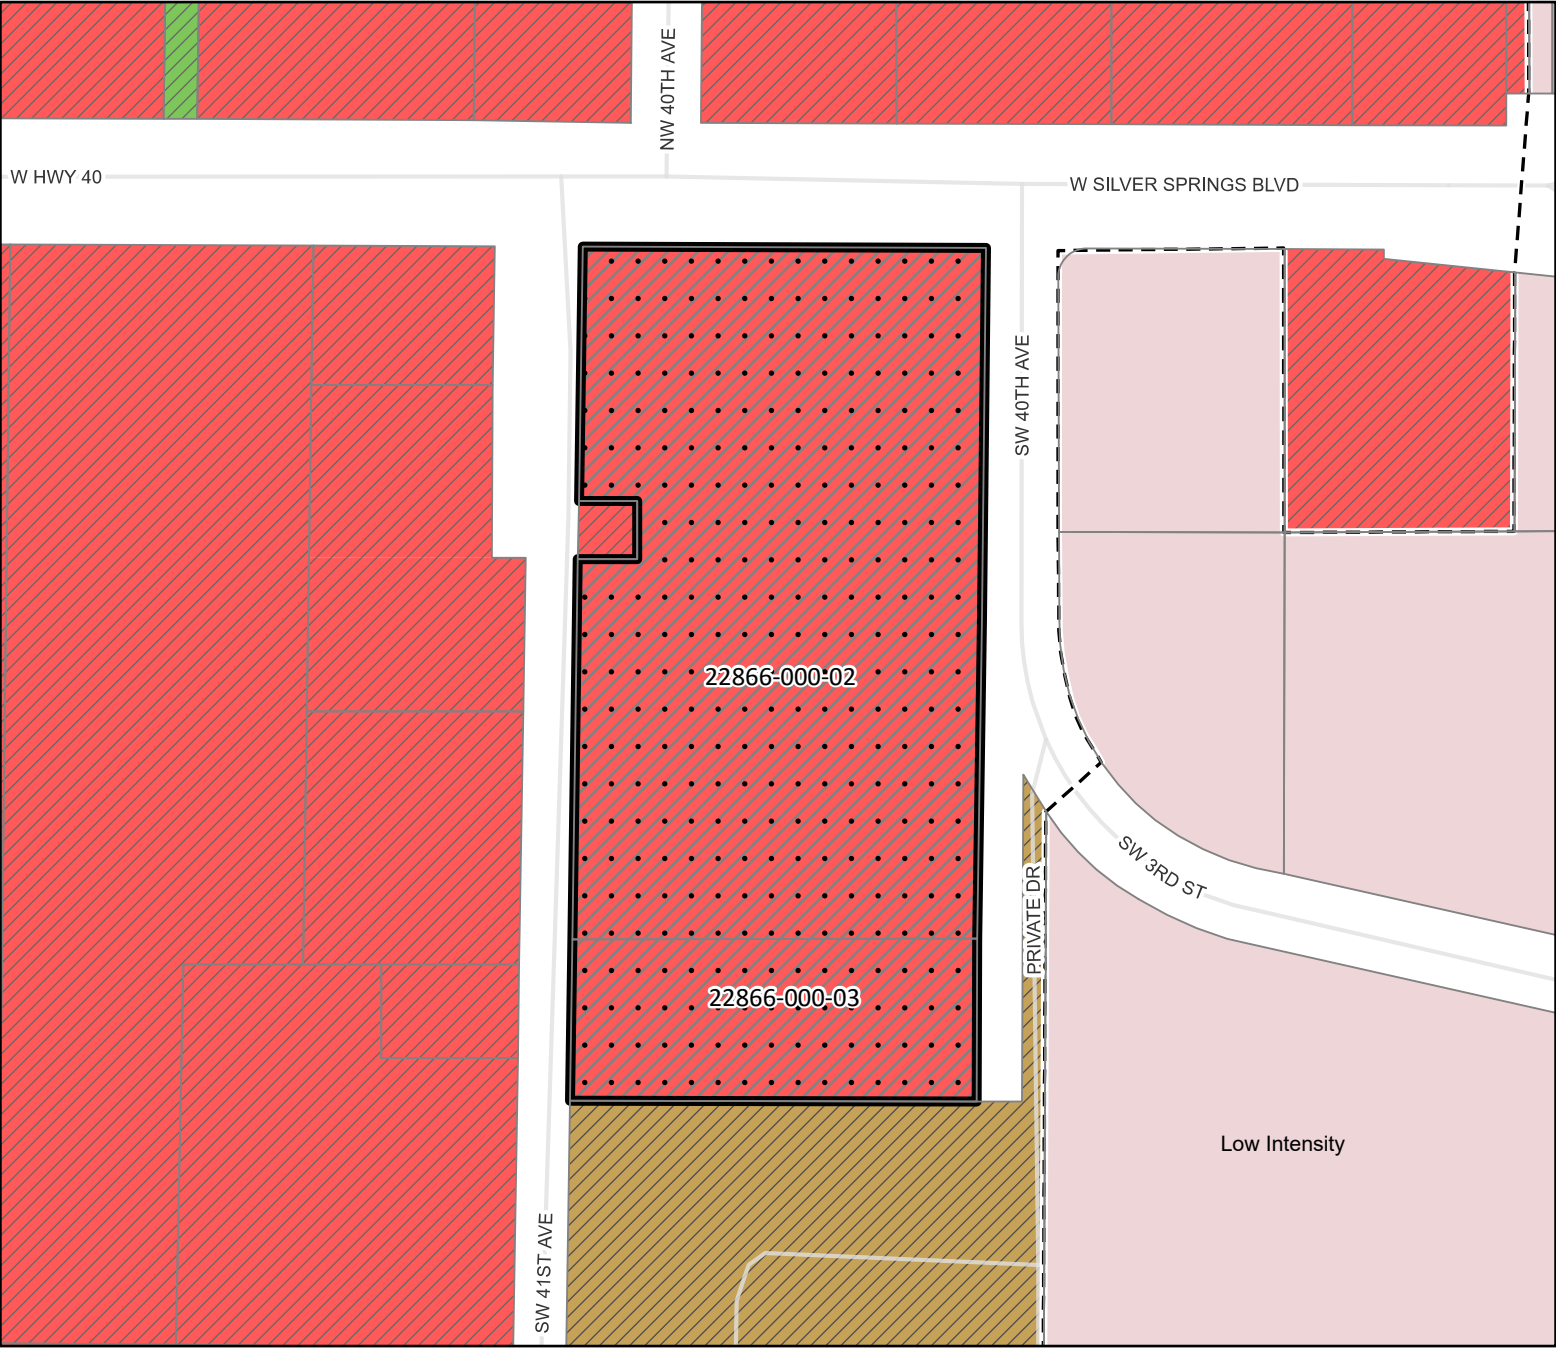 NW 40TH AVE
W HWY 40
W SILVER SPRINGS BLVD
SW 40TH AVE
22866-000-02
SW 3RD ST
PRIVATE DR
22866-000-03
Low Intensity
SW 41ST AVE